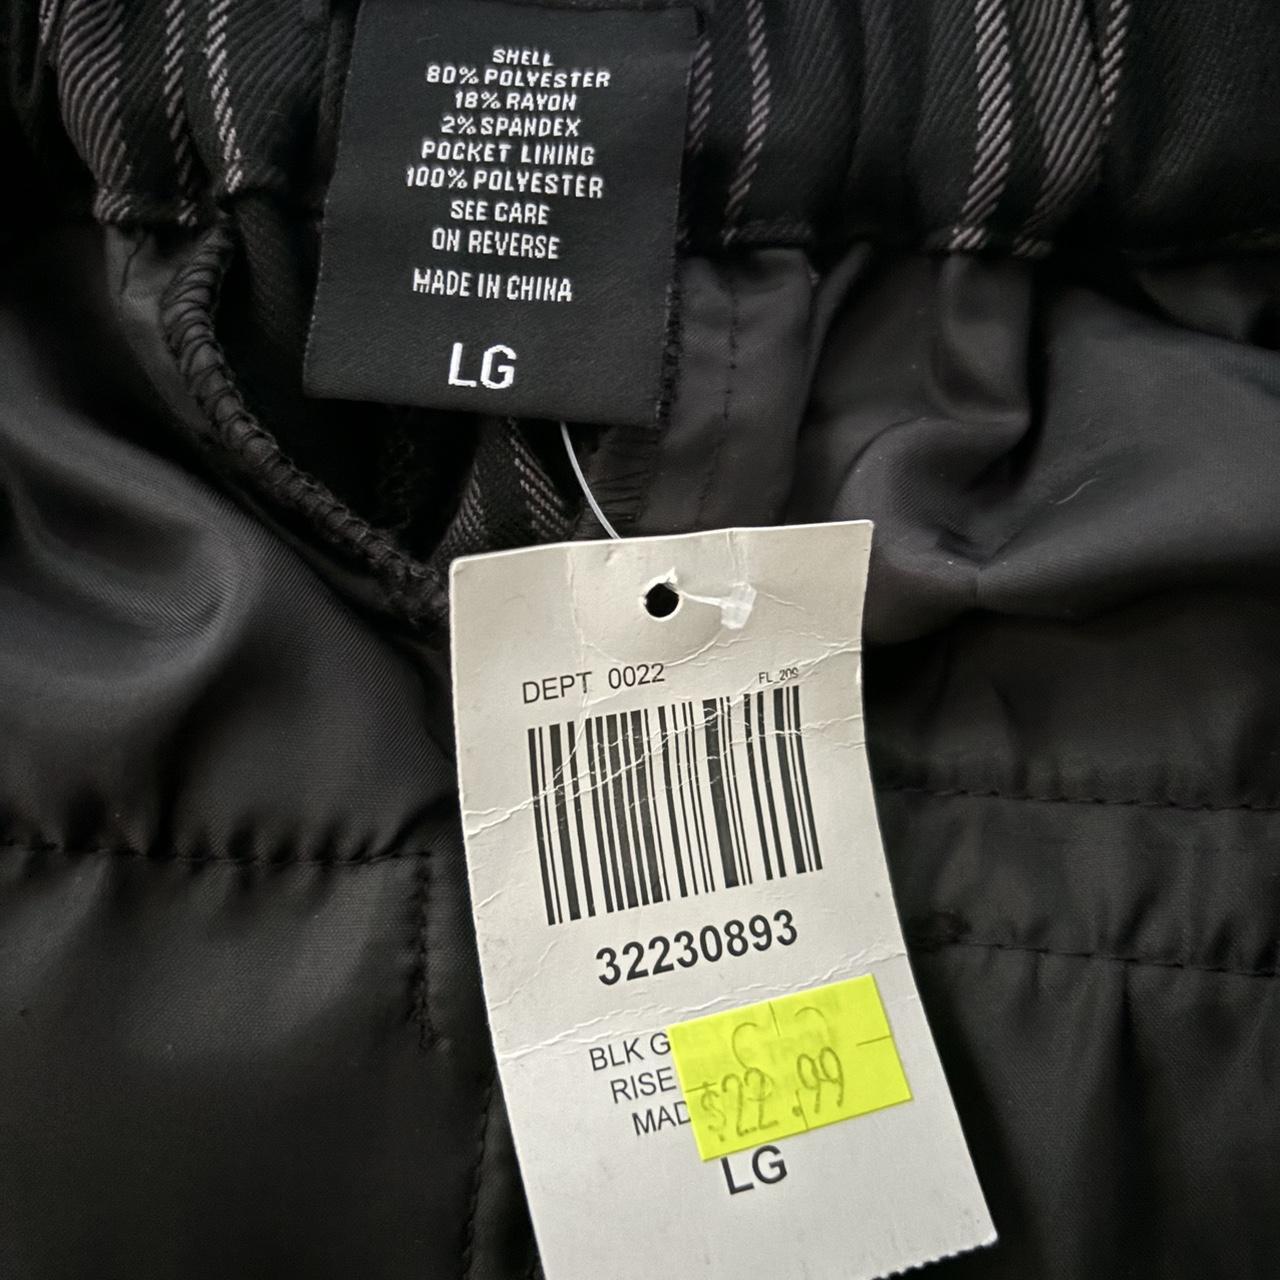 SHELL
80% POLYESTER
18% RAYON
2% SPANDEX
POCKET LINING
100% POLYESTER
SEE CARE
ON REVERSE
MADE IN CHINA
LG
DEPT 0022 FL_209
32230893
BLK G
RISE
MAD
$22.99
LG